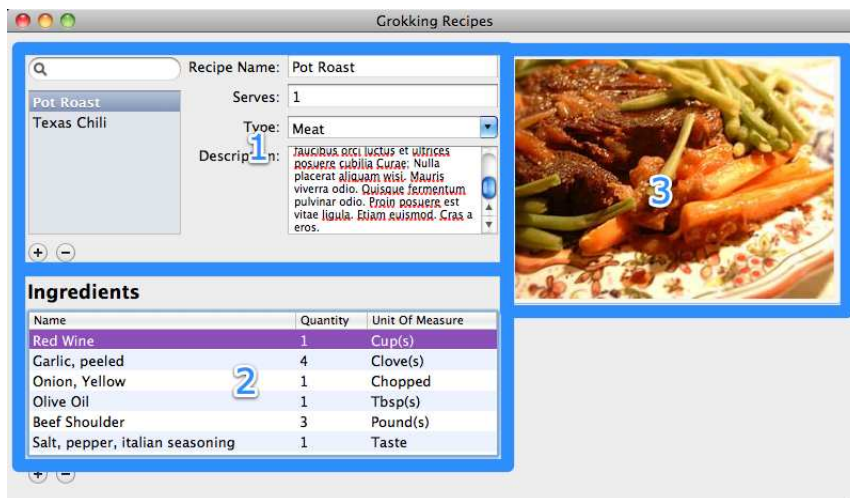 Grokking Recipes
Recipe Name: Pot Roast
Pot Roast
Texas Chili
Serves: 1
Type: Meat
Description: faucibus orci luctus et ultrices
posuere cubilia Curae; Nulla
placerat aliquam wisi. Mauris
viverra odio. Quisque fermentum
pulvinar odio. Proin posuere est
vitae ligula. Etiam euismod. Cras a
eros.
1
3
Ingredients
Name Quantity Unit Of Measure
Red Wine 1 Cup(s)
Garlic, peeled 4 Clove(s)
Onion, Yellow 1 Chopped
2
Olive Oil 1 Tbsp(s)
Beef Shoulder 3 Pound(s)
Salt, pepper, italian seasoning 1 Taste